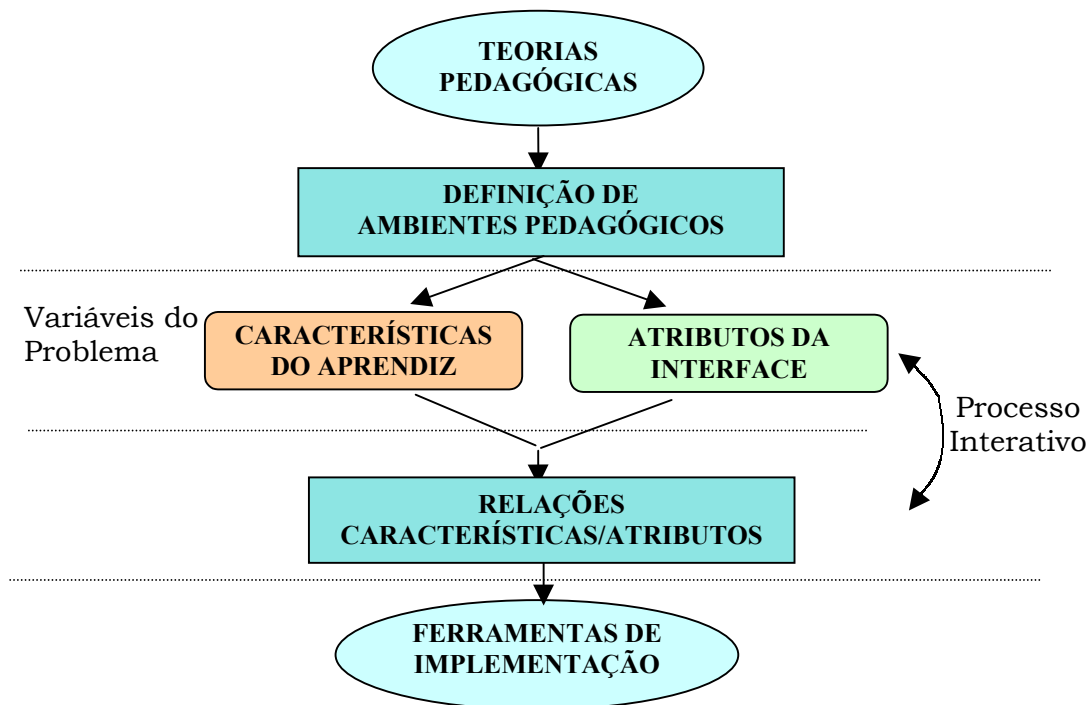 TEORIAS
PEDAGÓGICAS
DEFINIÇÃO DE
AMBIENTES PEDAGÓGICOS
Variáveis do
Problema
CARACTERÍSTICAS
DO APRENDIZ
ATRIBUTOS DA
INTERFACE
Processo
Interativo
RELAÇÕES
CARACTERÍSTICAS/ATRIBUTOS
FERRAMENTAS DE
IMPLEMENTAÇÃO